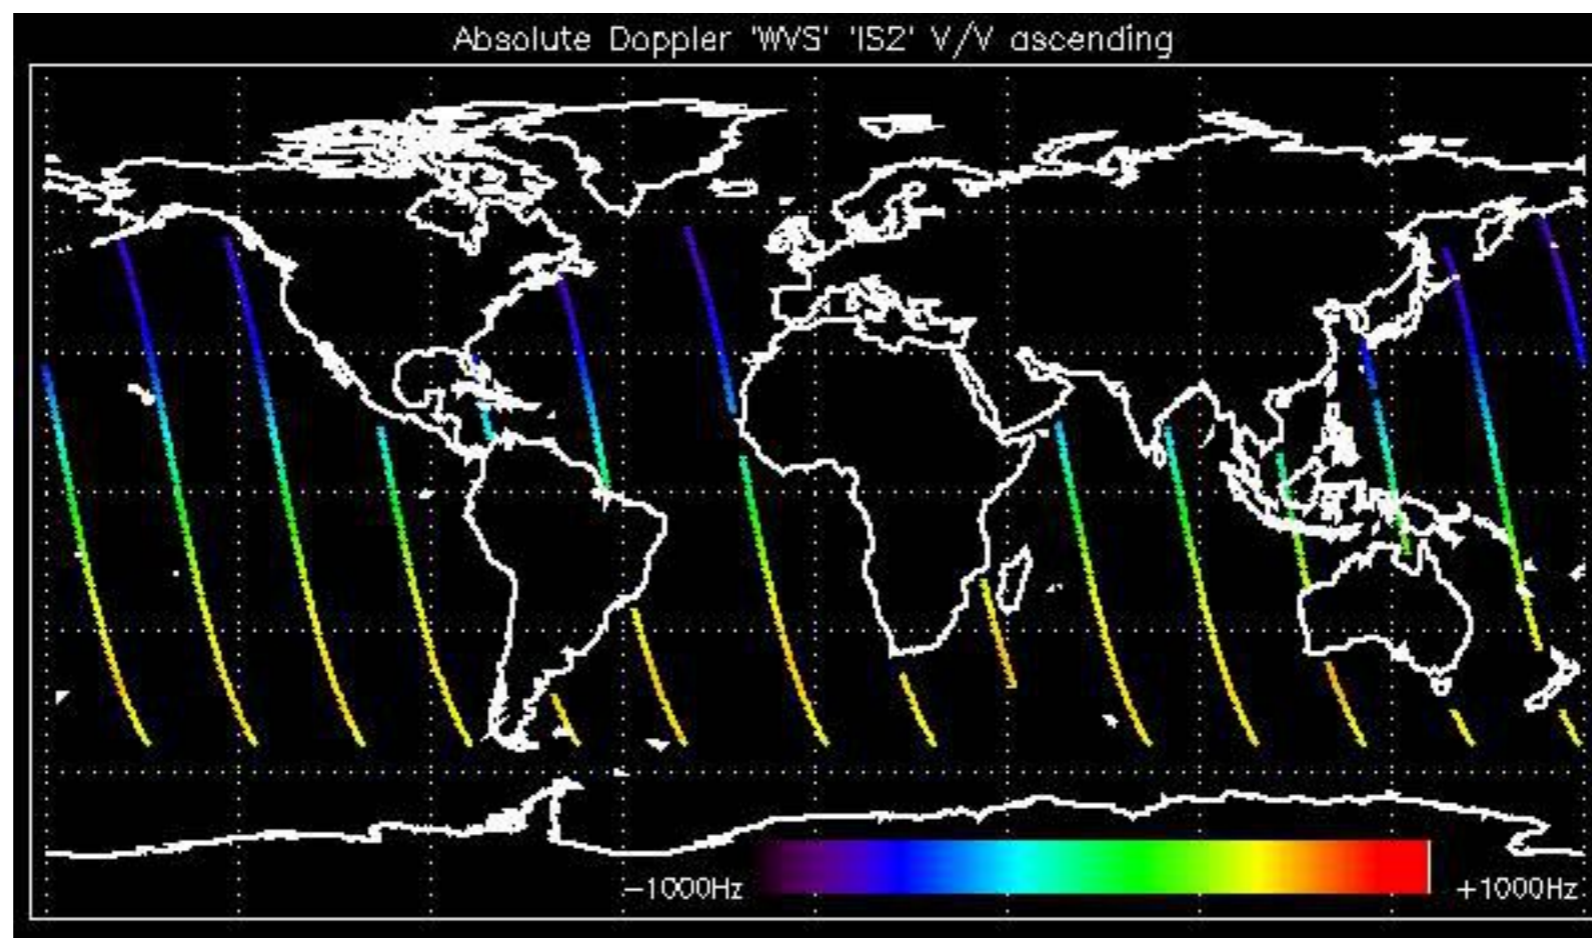 Absolute Doppler 'WVS' 'IS2' V/V ascending
−1000Hz
+1000Hz